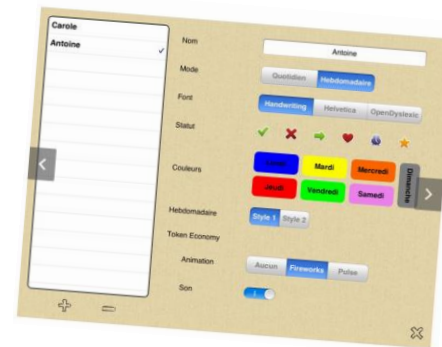 Carole
Antoine
Nom
Antoine
Mode
Quotidien Hebdomadaire
Font
Handwriting Helvetica OpenDyslexic
Statut
Couleurs
Lundi Mardi Mercredi Dimanche
Jeudi Vendredi Samedi
Hebdomadaire
Style 1 Style 2
Token Economy
Animation
Aucun Fireworks Pulse
Son